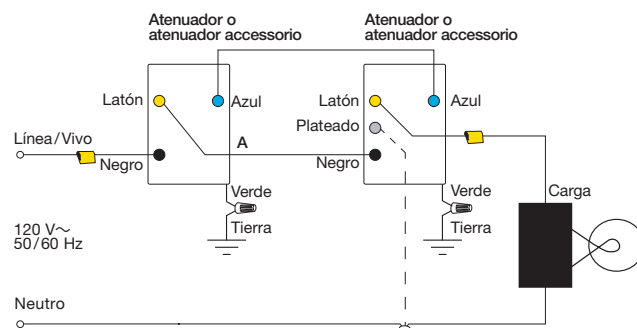 Atenuador o
atenuador accessorio
Atenuador o
atenuador accessorio
Latón
Azul
Latón
Azul
Plateado
Línea/Vivo
A
Negro
Negro
Verde
Verde
Carga
Tierra
Tierra
120 V~
50/60 Hz
Neutro